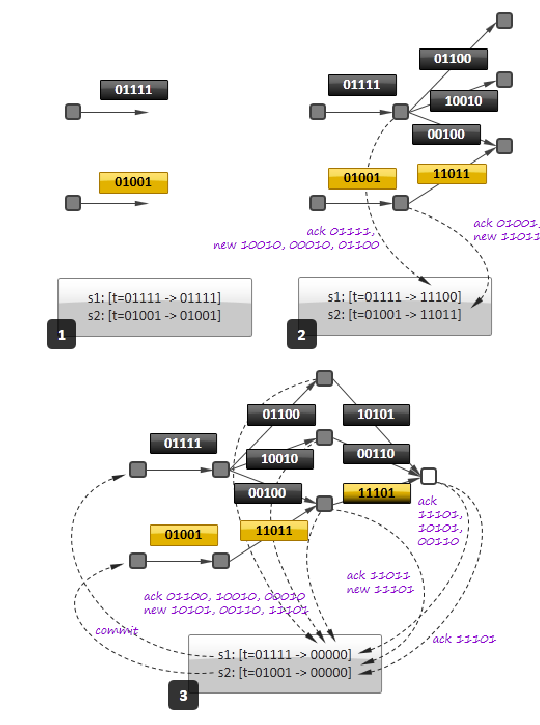 01111
01001
s1: [t=01111 -> 01111]
s2: [t=01001 -> 01001]
1
01111
01100
10010
00100
01001
11011
ack 01111,
new 10010, 00010, 01100
ack 01001,
new 11011
s1: [t=01111 -> 11100]
s2: [t=01001 -> 11011]
2
01111
01100
10010
00100
10101
00110
11101
01001
11011
ack
11101,
10101,
00110
ack 11011
new 11101
ack 01100, 10010, 00010
new 10101, 00110, 11101
commit
ack 11101
s1: [t=01111 -> 00000]
s2: [t=01001 -> 00000]
3